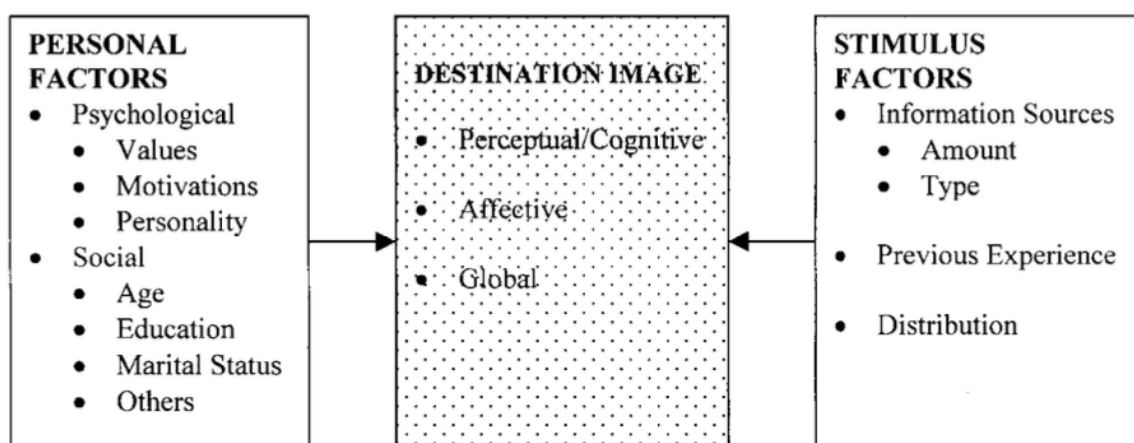 PERSONAL
FACTORS
• Psychological
• Values
• Motivations
• Personality
• Social
• Age
• Education
• Marital Status
• Others
DESTINATION IMAGE
• Perceptual/Cognitive
• Affective
• Global
STIMULUS
FACTORS
• Information Sources
• Amount
• Type
• Previous Experience
• Distribution